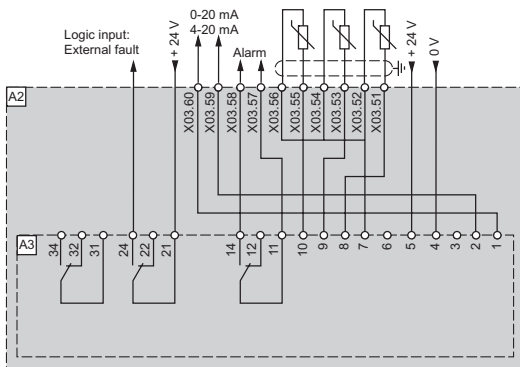 Logic input:
External fault
+ 24 V
0-20 mA
4-20 mA
Alarm
+ 24 V
0 V
A2
X03.60
X03.59
X03.58
X03.57
X03.56
X03.55
X03.54
X03.53
X03.52
X03.51
A3
34
32
31
24
22
21
14
12
11
10
9
8
7
6
5
4
3
2
1